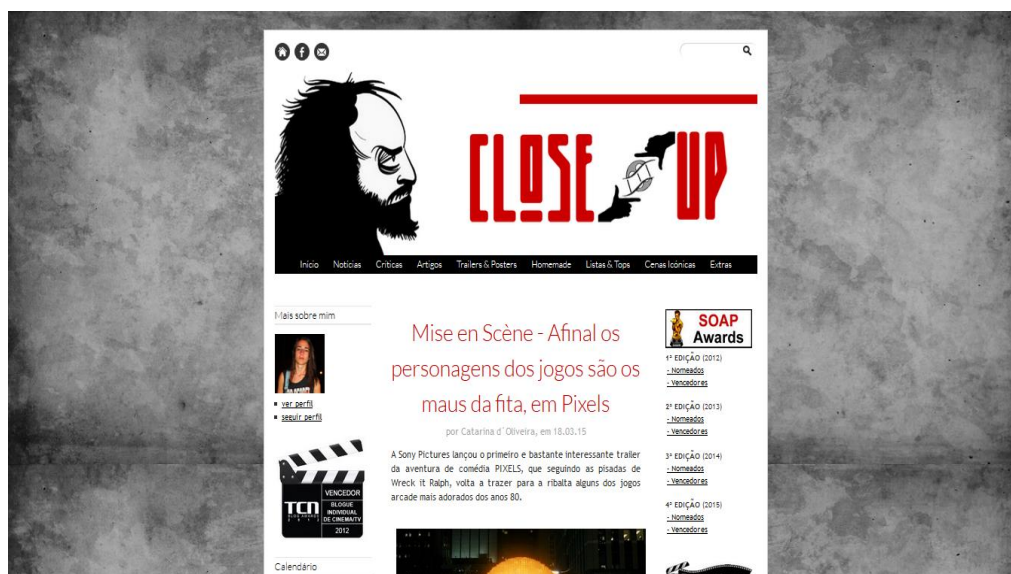 CLOSE UP
Início Notícias Críticas Artigos Trailers & Posters Homemade Listas & Tops Cenas Icónicas Extras
Mais sobre mim
ver perfil
seguir perfil
TCN
VENCEDOR
BLOGUE
INDIVIDUAL
DE CINEMA/TV
2012
Calendário
Mise en Scène - Afinal os
personagens dos jogos são os
maus da fita, em Pixels
por Catarina d´Oliveira, em 18.03.15
A Sony Pictures lançou o primeiro e bastante interessante trailer
da aventura de comédia PIXELS, que seguindo as pisadas de
Wreck it Ralph, volta a trazer para a ribalta alguns dos jogos
arcade mais adorados dos anos 80.
SOAP
Awards
1ª EDIÇÃO (2012)
- Nomeados
- Vencedores
2ª EDIÇÃO (2013)
- Nomeados
- Vencedores
3ª EDIÇÃO (2014)
- Nomeados
- Vencedores
4ª EDIÇÃO (2015)
- Nomeados
- Vencedores